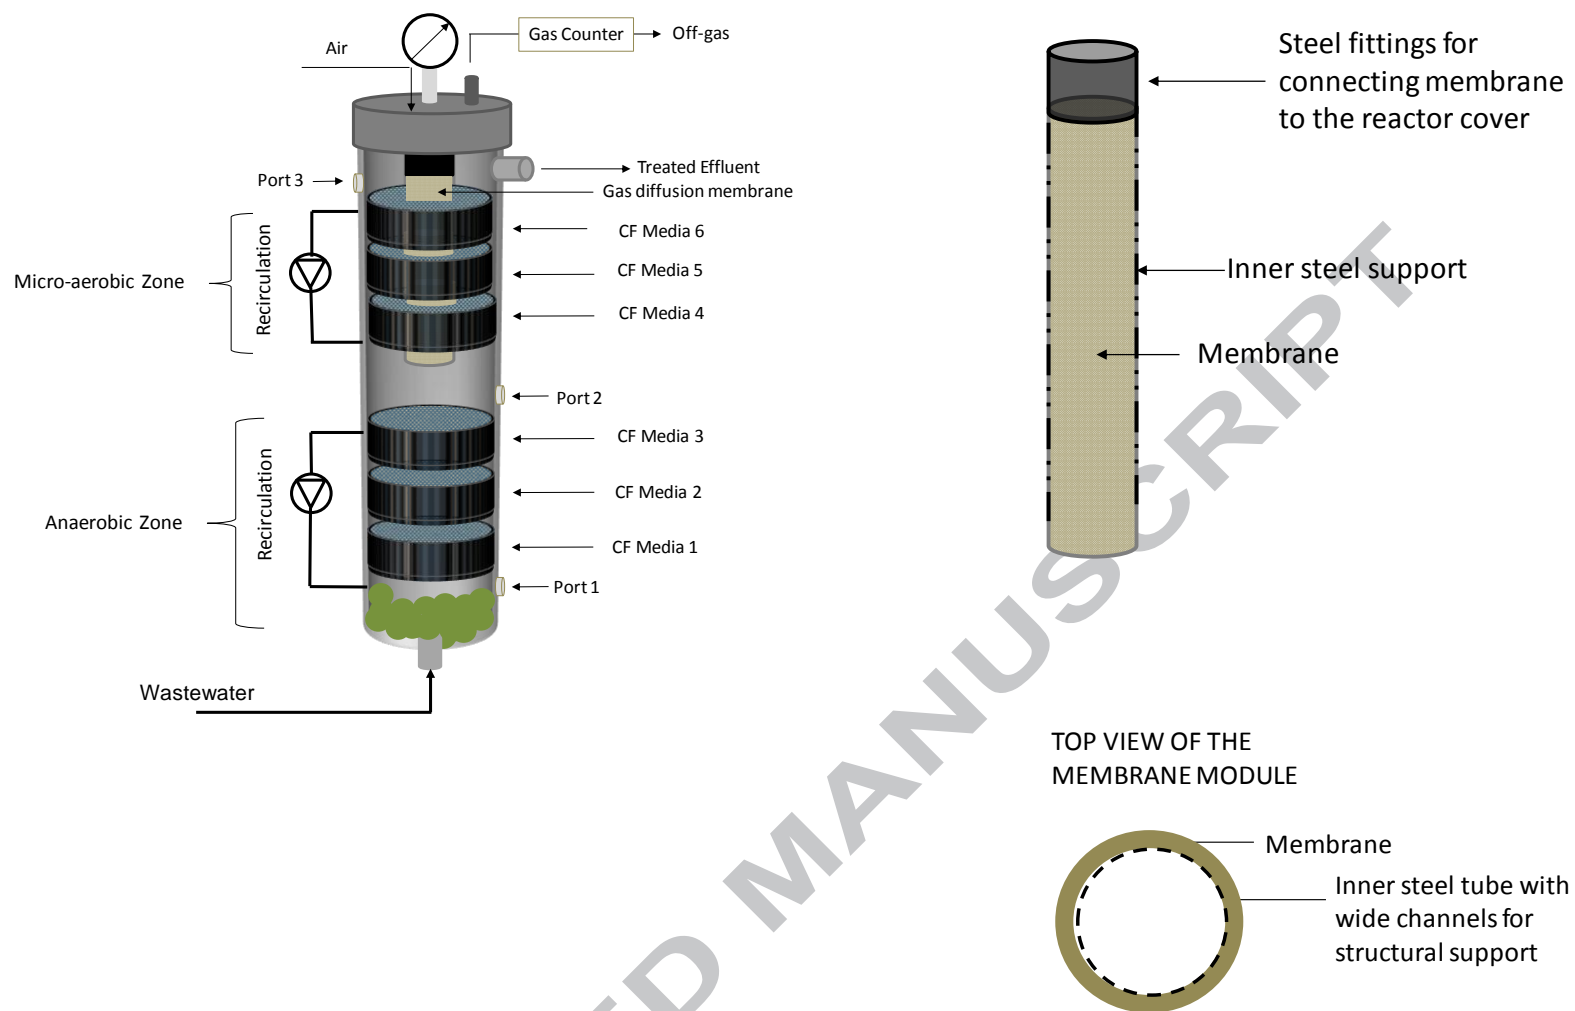 Air
Gas Counter
Off-gas
Port 3
Treated Effluent
Gas diffusion membrane
Recirculation
Micro-aerobic Zone
CF Media 6
CF Media 5
CF Media 4
Port 2
Recirculation
Anaerobic Zone
CF Media 3
CF Media 2
CF Media 1
Port 1
Wastewater
Steel fittings for
connecting membrane
to the reactor cover
Inner steel support
Membrane
TOP VIEW OF THE
MEMBRANE MODULE
Membrane
Inner steel tube with
wide channels for
structural support
ED MANUSCRIPT